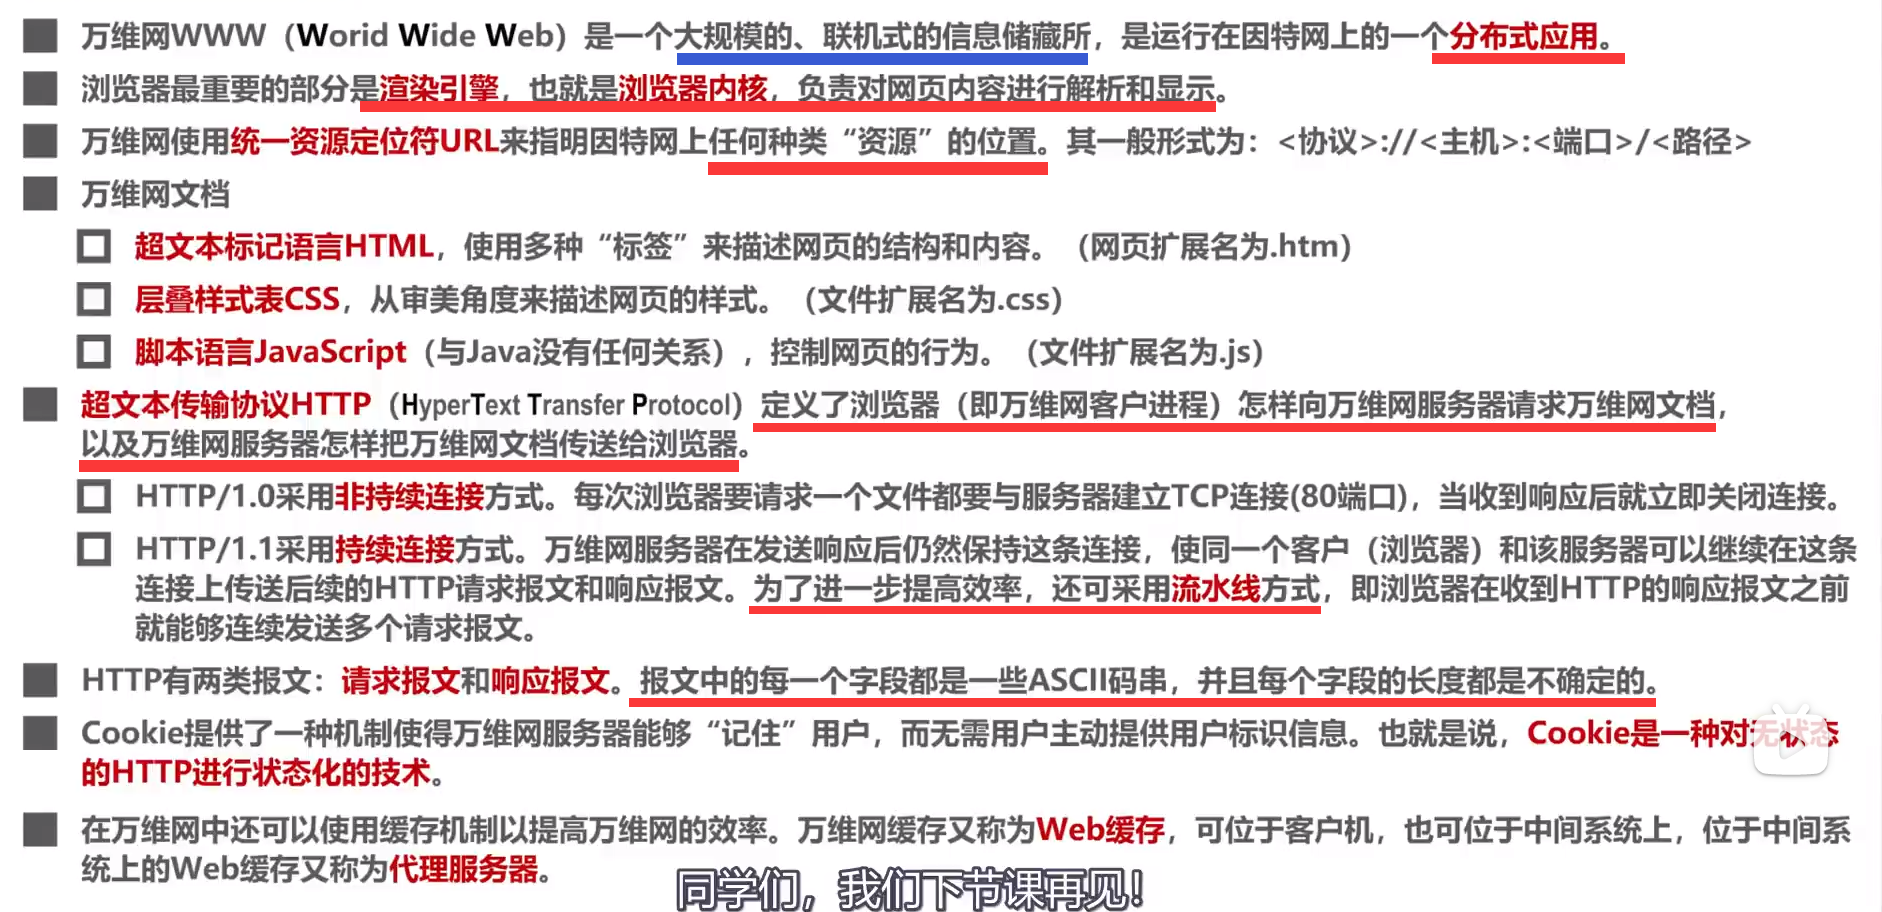 万维网WWW（Worid Wide Web）是一个大规模的、联机式的信息储藏所，是运行在因特网上的一个分布式应用。
浏览器最重要的部分是渲染引擎，也就是浏览器内核，负责对网页内容进行解析和显示。
万维网使用统一资源定位符URL来指明因特网上任何种类“资源”的位置。其一般形式为：<协议>://<主机>:<端口>/<路径>
万维网文档
超文本标记语言HTML，使用多种“标签”来描述网页的结构和内容。（网页扩展名为.htm）
层叠样式表CSS，从审美角度来描述网页的样式。（文件扩展名为.css）
脚本语言JavaScript（与Java没有任何关系），控制网页的行为。（文件扩展名为.js）
超文本传输协议HTTP（HyperText Transfer Protocol）定义了浏览器（即万维网客户进程）怎样向万维网服务器请求万维网文档，
以及万维网服务器怎样把万维网文档传送给浏览器。
HTTP/1.0采用非持续连接方式。每次浏览器要请求一个文件都要与服务器建立TCP连接(80端口)，当收到响应后就立即关闭连接。
HTTP/1.1采用持续连接方式。万维网服务器在发送响应后仍然保持这条连接，使同一个客户（浏览器）和该服务器可以继续在这条
连接上传送后续的HTTP请求报文和响应报文。为了进一步提高效率，还可采用流水线方式，即浏览器在收到HTTP的响应报文之前
就能够连续发送多个请求报文。
HTTP有两类报文：请求报文和响应报文。报文中的每一个字段都是一些ASCII码串，并且每个字段的长度都是不确定的。
Cookie提供了一种机制使得万维网服务器能够“记住”用户，而无需用户主动提供用户标识信息。也就是说，Cookie是一种对无状态
的HTTP进行状态化的技术。
在万维网中还可以使用缓存机制以提高万维网的效率。万维网缓存又称为Web缓存，可位于客户机，也可位于中间系统上，位于中间系
统上的Web缓存又称为代理服务器。
同学们，我们下节课再见！